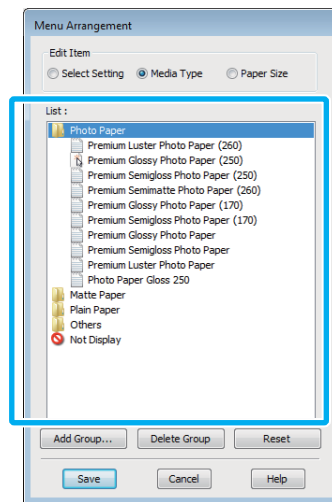 Menu Arrangement
Edit Item
Select Setting Media Type Paper Size
List :
Photo Paper
Premium Luster Photo Paper (260)
Premium Glossy Photo Paper (250)
Premium Semigloss Photo Paper (250)
Premium Semimatte Photo Paper (260)
Premium Glossy Photo Paper (170)
Premium Semigloss Photo Paper (170)
Premium Glossy Photo Paper
Premium Semigloss Photo Paper
Premium Luster Photo Paper
Photo Paper Gloss 250
Matte Paper
Plain Paper
Others
Not Display
Add Group... Delete Group Reset
Save Cancel Help